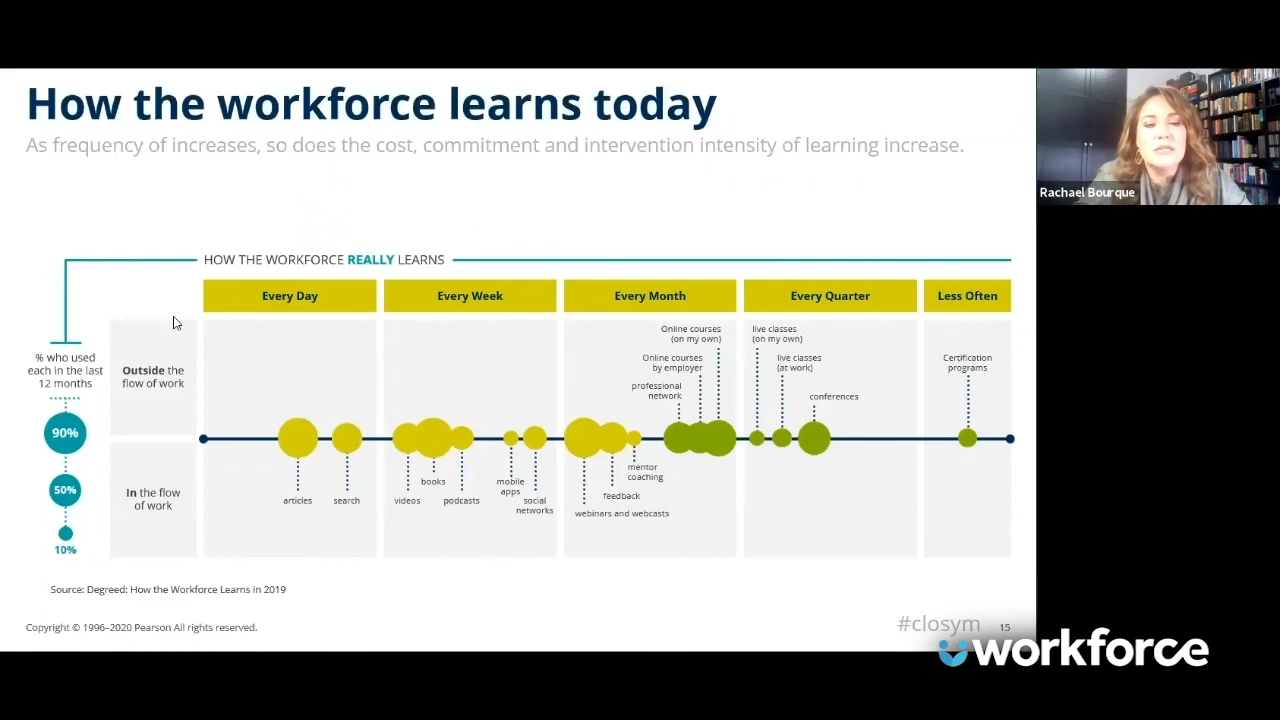 How the workforce learns today
As frequency of increases, so does the cost, commitment and intervention intensity of learning increase.
Rachael Bourque
HOW THE WORKFORCE REALLY LEARNS
Every Day
Every Week
Every Month
Every Quarter
Less Often
% who used
each in the last
12 months
90%
50%
10%
Outside the
flow of work
In the flow
of work
Online courses
(on my own)
Online courses
by employer
professional
network
live classes
(on my own)
live classes
(at work)
conferences
Certification
programs
articles
search
videos
books
podcasts
mobile
apps
social
networks
mentor
coaching
feedback
webinars and webcasts
Source: Degreed: How the Workforce Learns in 2019
Copyright © 1996–2020 Pearson All rights reserved.
#closym
15
workforce